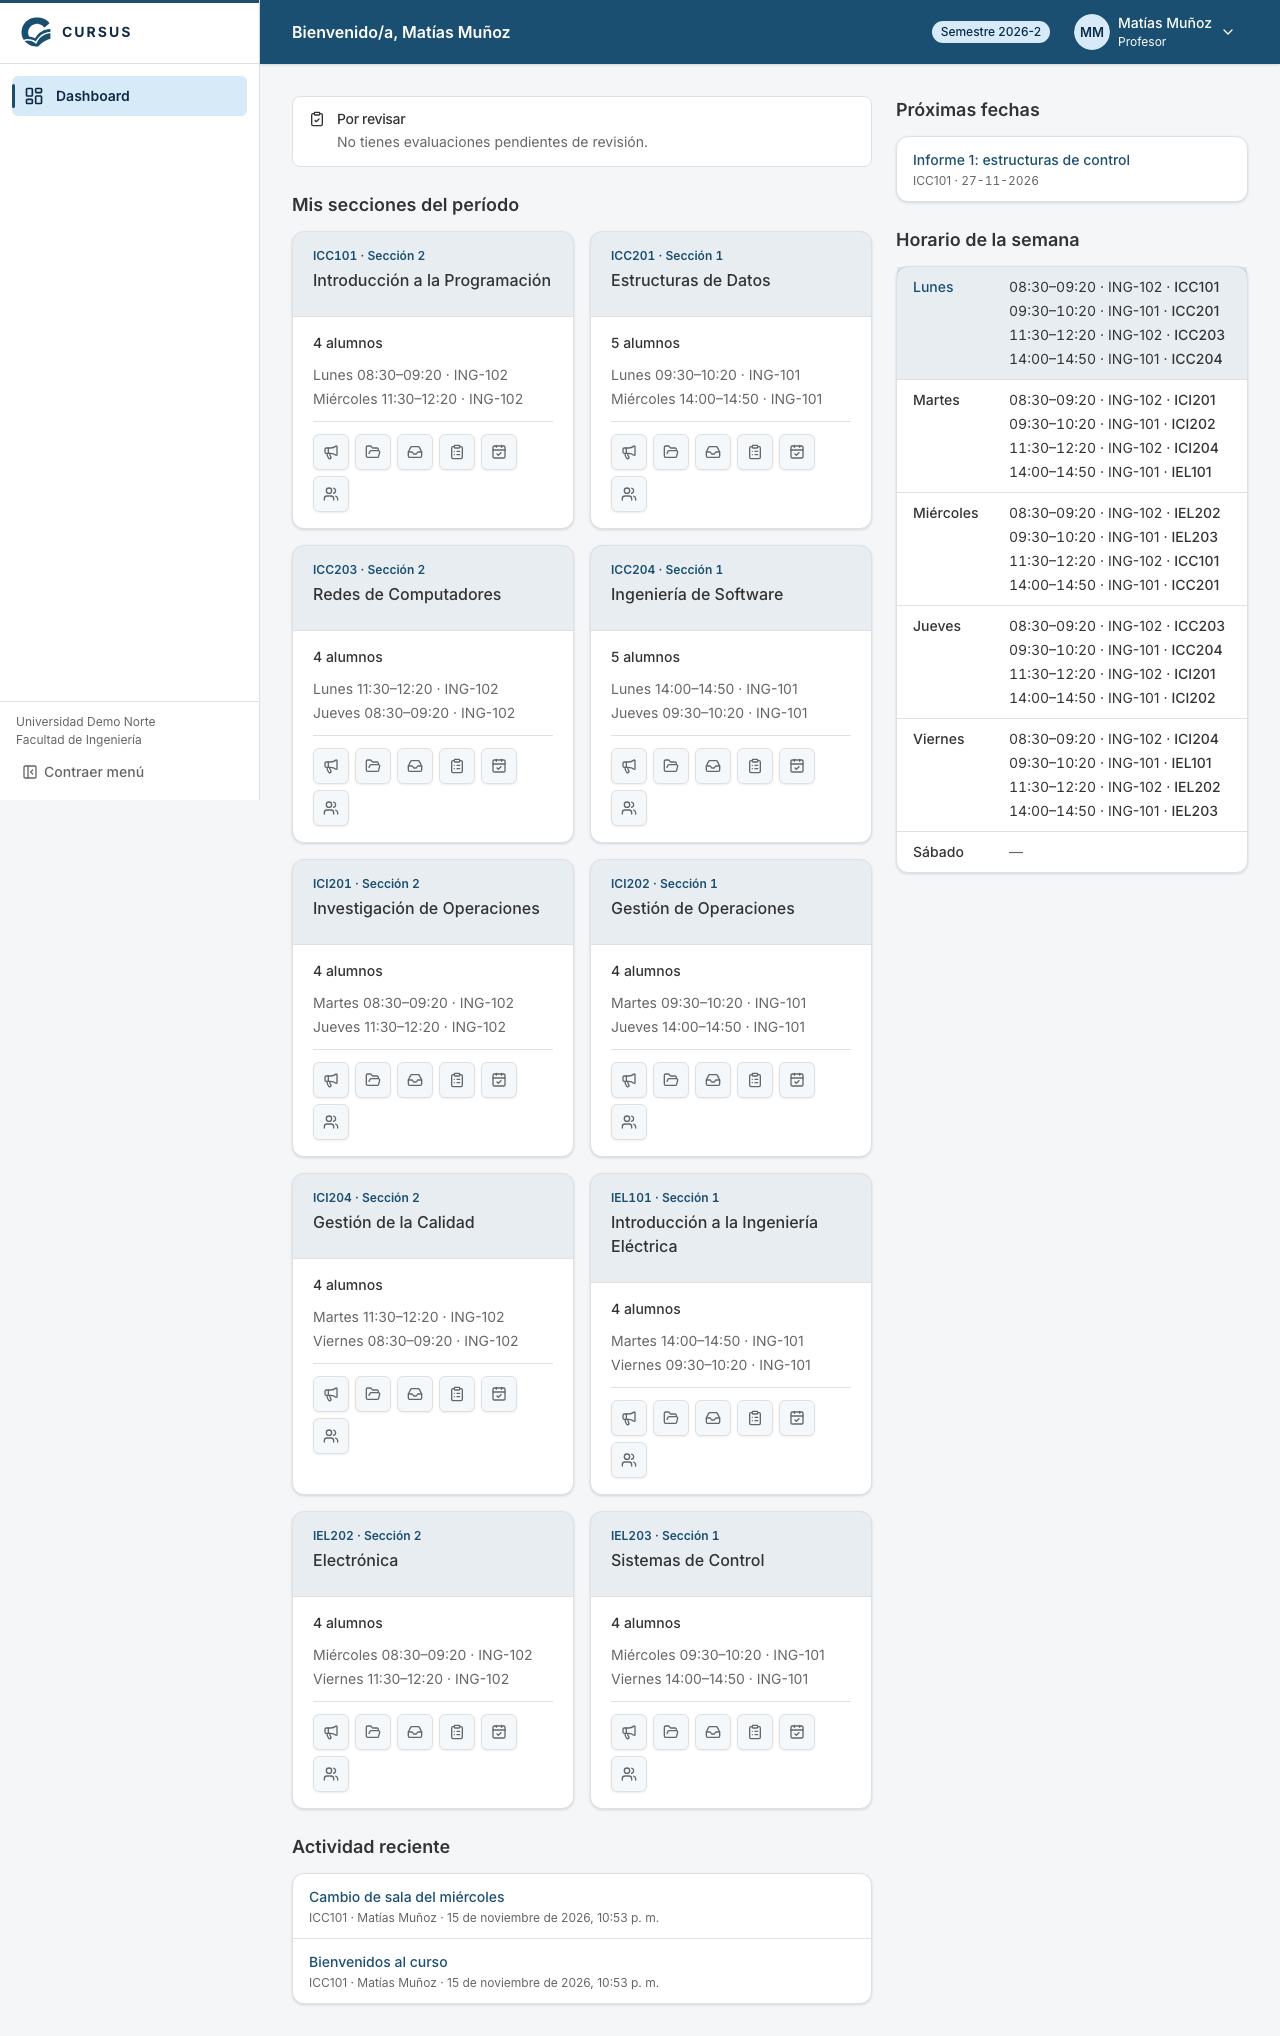 CURSUS
Bienvenido/a, Matías Muñoz
Semestre 2026-2
MM
Matías Muñoz
Profesor
Dashboard
Universidad Demo Norte
Facultad de Ingeniería
Contraer menú
Por revisar
No tienes evaluaciones pendientes de revisión.
Mis secciones del período
ICC101 · Sección 2
Introducción a la Programación
4 alumnos
Lunes 08:30–09:20 · ING-102
Miércoles 11:30–12:20 · ING-102
ICC201 · Sección 1
Estructuras de Datos
5 alumnos
Lunes 09:30–10:20 · ING-101
Miércoles 14:00–14:50 · ING-101
ICC203 · Sección 2
Redes de Computadores
4 alumnos
Lunes 11:30–12:20 · ING-102
Jueves 08:30–09:20 · ING-102
ICC204 · Sección 1
Ingeniería de Software
5 alumnos
Lunes 14:00–14:50 · ING-101
Jueves 09:30–10:20 · ING-101
ICI201 · Sección 2
Investigación de Operaciones
4 alumnos
Martes 08:30–09:20 · ING-102
Jueves 11:30–12:20 · ING-102
ICI202 · Sección 1
Gestión de Operaciones
4 alumnos
Martes 09:30–10:20 · ING-101
Jueves 14:00–14:50 · ING-101
ICI204 · Sección 2
Gestión de la Calidad
4 alumnos
Martes 11:30–12:20 · ING-102
Viernes 08:30–09:20 · ING-102
IEL101 · Sección 1
Introducción a la Ingeniería
Eléctrica
4 alumnos
Martes 14:00–14:50 · ING-101
Viernes 09:30–10:20 · ING-101
IEL202 · Sección 2
Electrónica
4 alumnos
Miércoles 08:30–09:20 · ING-102
Viernes 11:30–12:20 · ING-102
IEL203 · Sección 1
Sistemas de Control
4 alumnos
Miércoles 09:30–10:20 · ING-101
Viernes 14:00–14:50 · ING-101
Actividad reciente
Cambio de sala del miércoles
ICC101 · Matías Muñoz · 15 de noviembre de 2026, 10:53 p. m.
Bienvenidos al curso
ICC101 · Matías Muñoz · 15 de noviembre de 2026, 10:53 p. m.
Próximas fechas
Informe 1: estructuras de control
ICC101 · 27-11-2026
Horario de la semana
Lunes 08:30–09:20 · ING-102 · ICC101
09:30–10:20 · ING-101 · ICC201
11:30–12:20 · ING-102 · ICC203
14:00–14:50 · ING-101 · ICC204
Martes 08:30–09:20 · ING-102 · ICI201
09:30–10:20 · ING-101 · ICI202
11:30–12:20 · ING-102 · ICI204
14:00–14:50 · ING-101 · IEL101
Miércoles 08:30–09:20 · ING-102 · IEL202
09:30–10:20 · ING-101 · IEL203
11:30–12:20 · ING-102 · ICC101
14:00–14:50 · ING-101 · ICC201
Jueves 08:30–09:20 · ING-102 · ICC203
09:30–10:20 · ING-101 · ICC204
11:30–12:20 · ING-102 · ICI201
14:00–14:50 · ING-101 · ICI202
Viernes 08:30–09:20 · ING-102 · ICI204
09:30–10:20 · ING-101 · IEL101
11:30–12:20 · ING-102 · IEL202
14:00–14:50 · ING-101 · IEL203
Sábado —